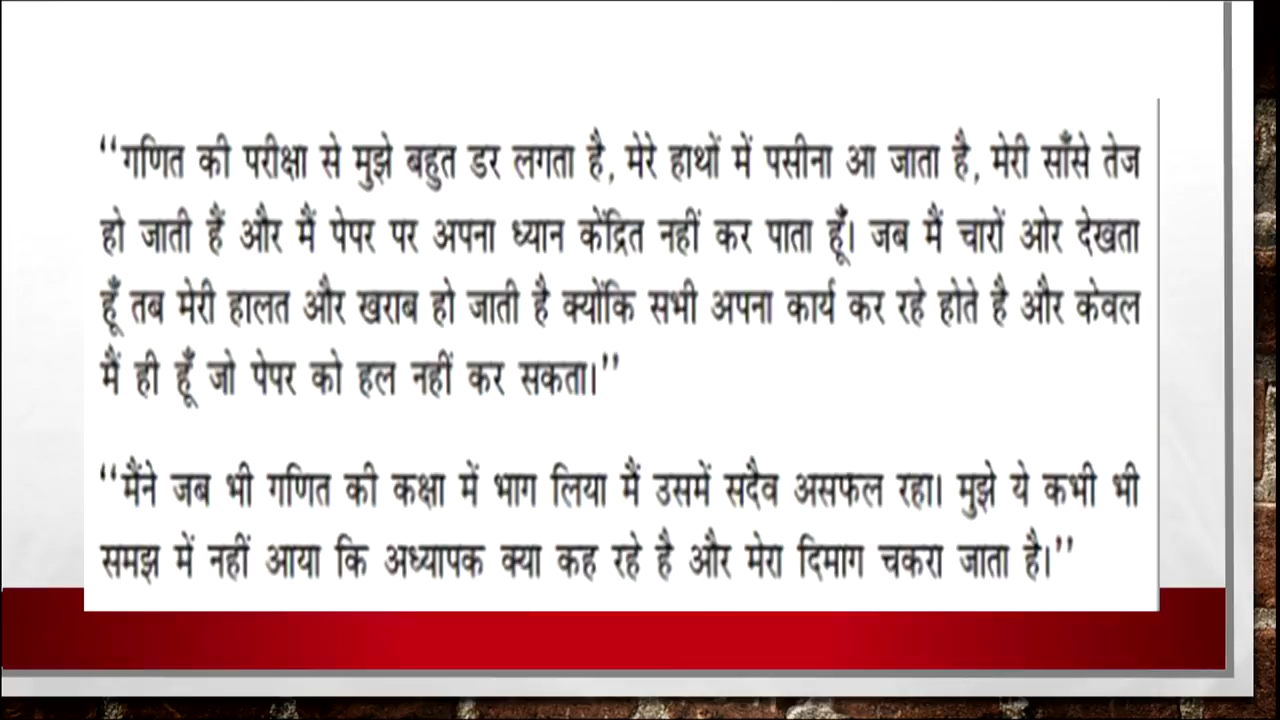 “गणित की परीक्षा से मुझे बहुत डर लगता है, मेरे हाथों में पसीना आ जाता है, मेरी साँसे तेज
हो जाती हैं और मैं पेपर पर अपना ध्यान केंद्रित नहीं कर पाता हूँ। जब मैं चारों ओर देखता
हूँ तब मेरी हालत और खराब हो जाती है क्योंकि सभी अपना कार्य कर रहे होते है और केवल
मैं ही हूँ जो पेपर को हल नहीं कर सकता।”
“मैंने जब भी गणित की कक्षा में भाग लिया मैं उसमें सदैव असफल रहा। मुझे ये कभी भी
समझ में नहीं आया कि अध्यापक क्या कह रहे है और मेरा दिमाग चकरा जाता है।”